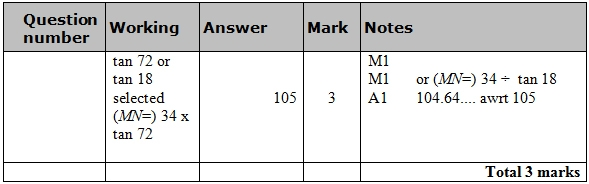 Question number Working Answer Mark Notes
tan 72 or M1
tan 18 M1 or (MN=) 34 ÷ tan 18
selected 105 3 A1 104.64.... awrt 105
(MN=) 34 x
tan 72
Total 3 marks